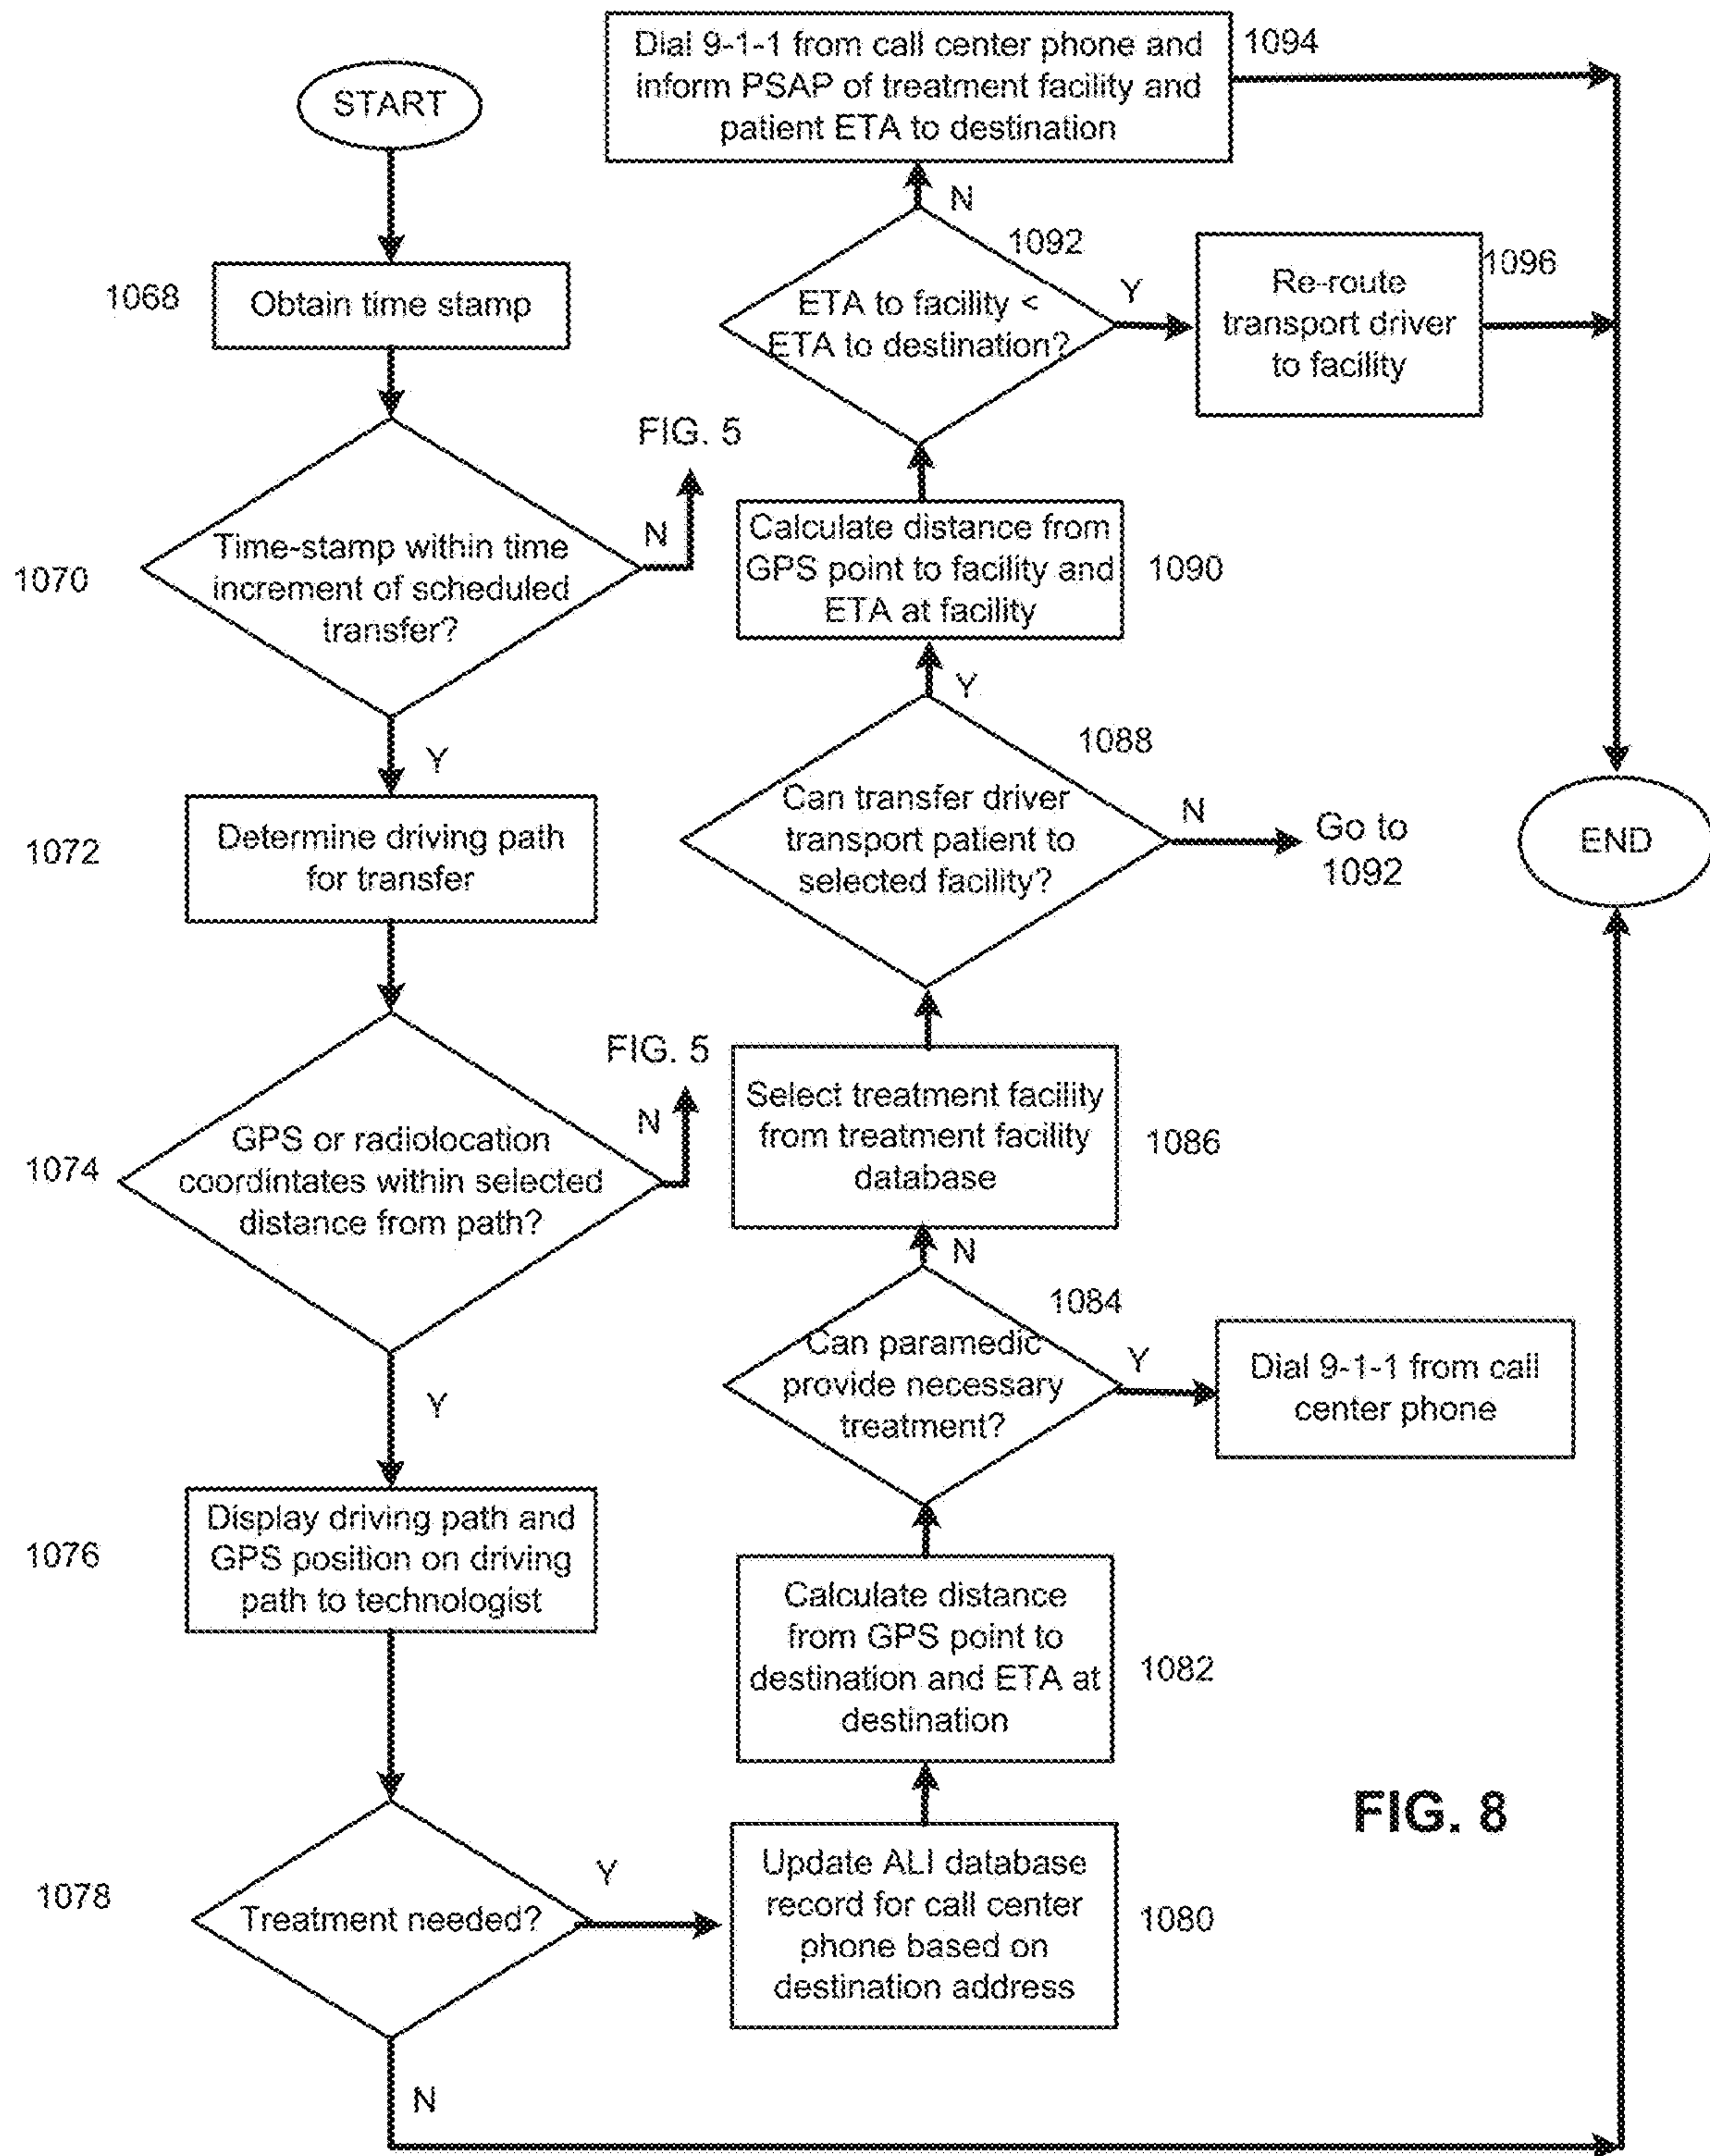 START
1068
Obtain time stamp
FIG. 5
N
1070
Time-stamp within time
increment of scheduled
transfer?
Y
1072
Determine driving path
for transfer
FIG. 5
N
1074
GPS or radiolocation
coordintates within selected
distance from path?
Y
1076
Display driving path and
GPS position on driving
path to technologist
1078
Treatment needed?
Y
N
Update ALI database
record for call center
phone based on
destination address
1080
Calculate distance
from GPS point to
destination and ETA at
destination
1082
1084
Can paramedic
provide necessary
treatment?
Y
Dial 9-1-1 from call
center phone
N
Select treatment facility
from treatment facility
database
1086
1088
Can transfer driver
transport patient to
selected facility?
N
Go to
1092
Y
Calculate distance from
GPS point to facility and
ETA at facility
1090
1092
ETA to facility <
ETA to destination?
Y
Re-route
transport driver
to facility
1096
N
Dial 9-1-1 from call center phone and
inform PSAP of treatment facility and
patient ETA to destination
1094
END
FIG. 8